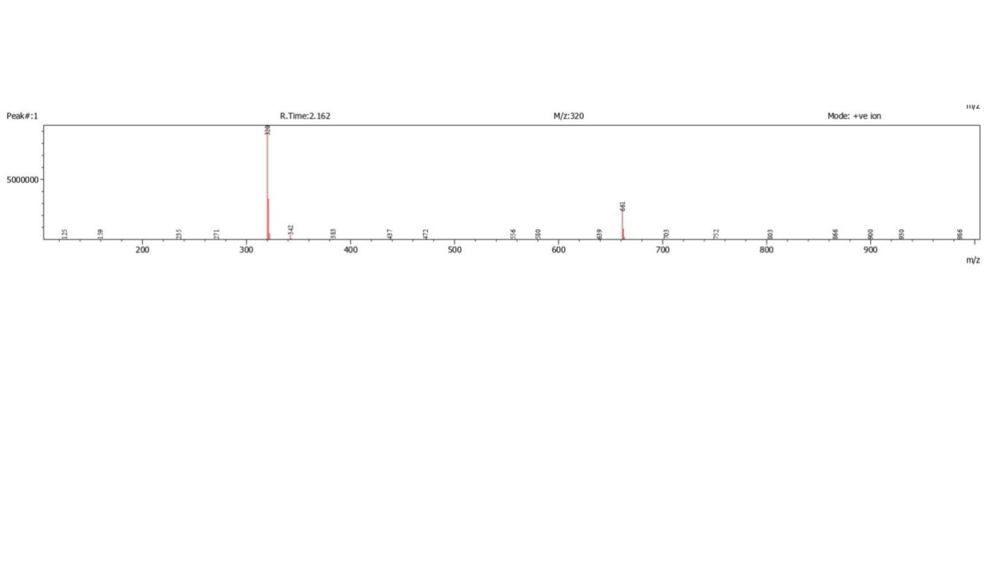 m/z
Peak#:1 R.Time:2.162 M/z:320 Mode: +ve ion
320
5000000
661
125 159 235 271 342 383 437 472 556 580 639 703 752 803 866 900 930 986
200 300 400 500 600 700 800 900
m/z